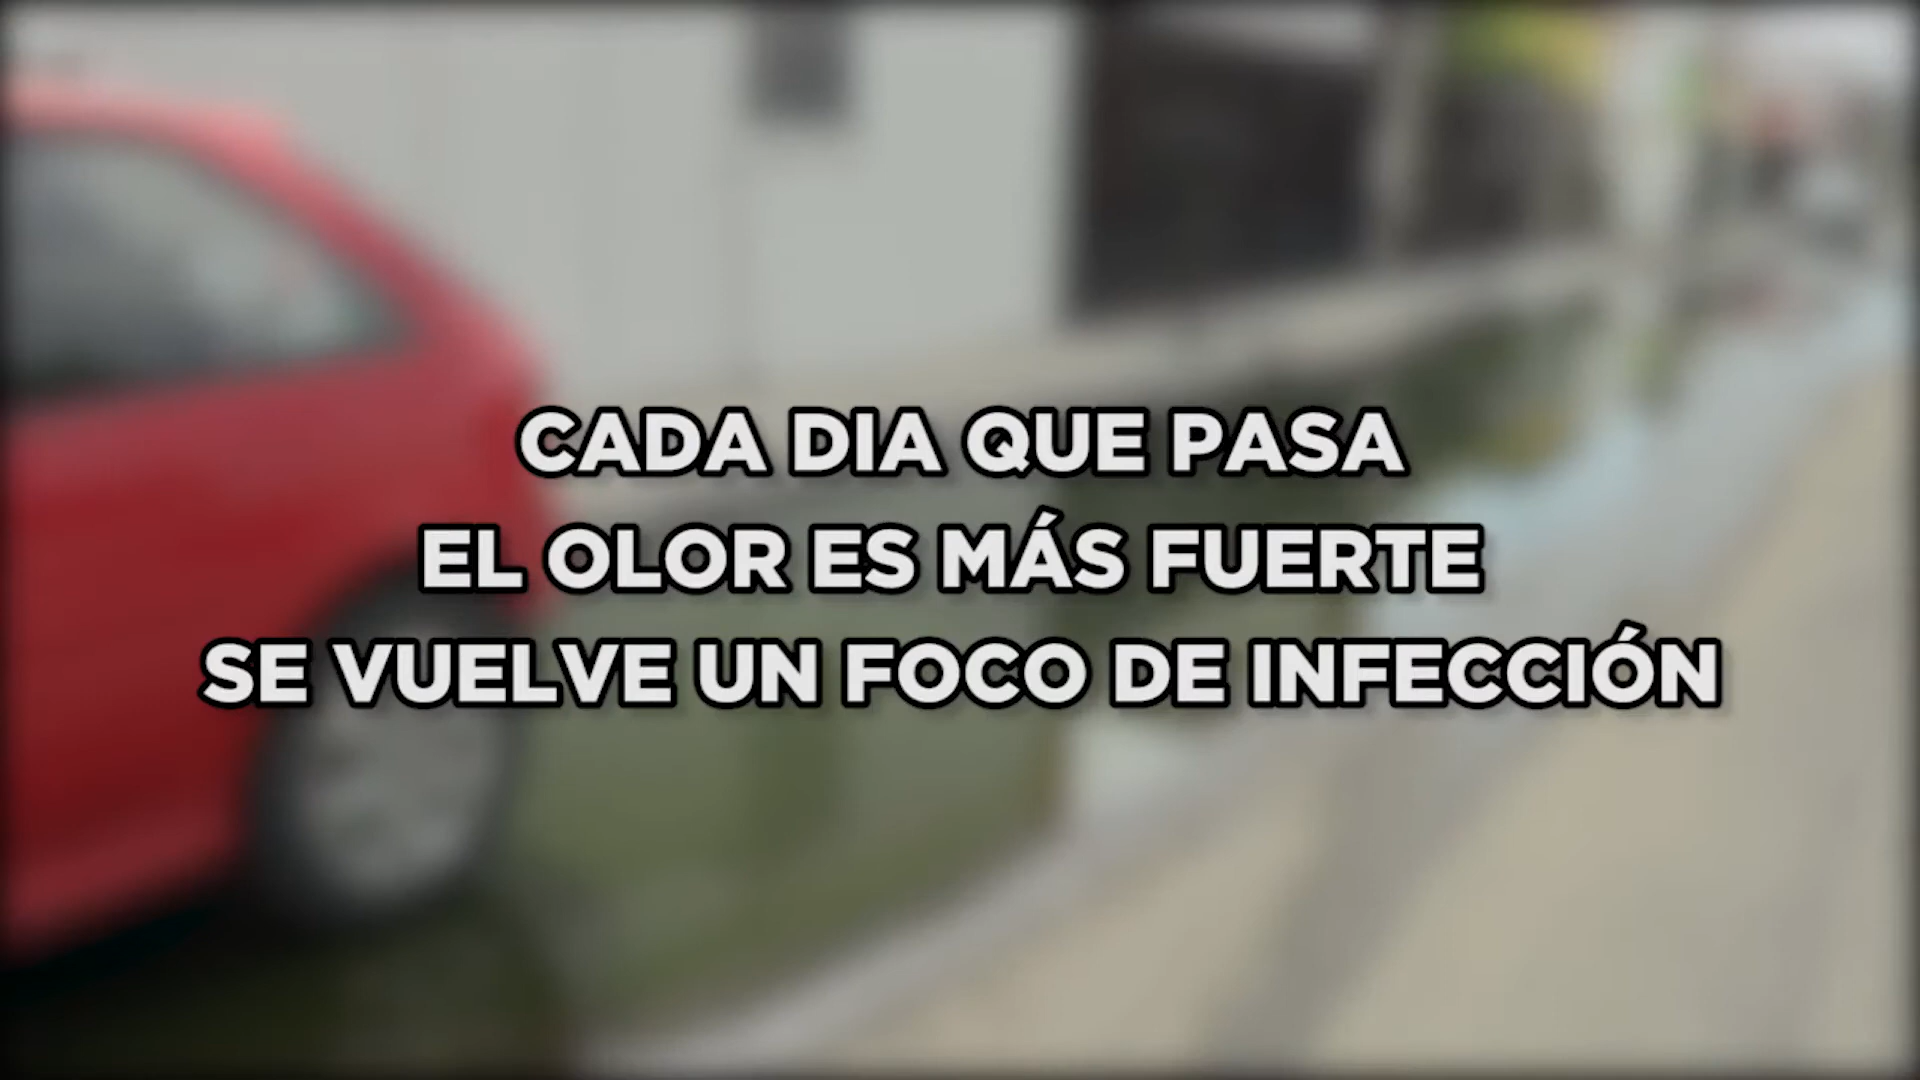 CADA DIA QUE PASA
EL OLOR ES MÁS FUERTE
SE VUELVE UN FOCO DE INFECCIÓN